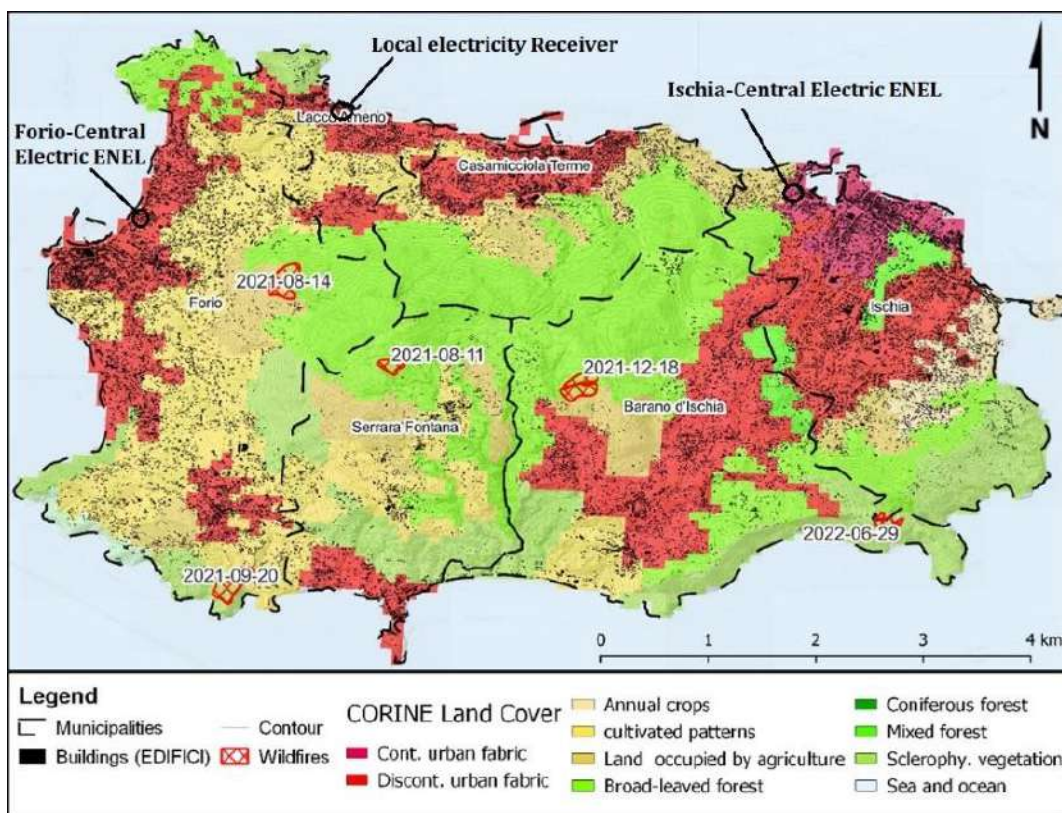 Local electricity Receiver
Ischia-Central Electric ENEL
N
Forio-Central
Electric ENEL
Lacco Ameno
Casamicciola Terme
2021-08-14
Forio
Ischia
2021-08-11
2021-12-18
Serrara Fontana
Barano d'Ischia
2022-06-29
2021-09-20
0 1 2 3 4 km
Legend
Municipalities
Contour
Buildings (EDIFICI)
Wildfires
CORINE Land Cover
Cont. urban fabric
Discont. urban fabric
Annual crops
cultivated patterns
Land occupied by agriculture
Broad-leaved forest
Coniferous forest
Mixed forest
Sclerophy. vegetation
Sea and ocean